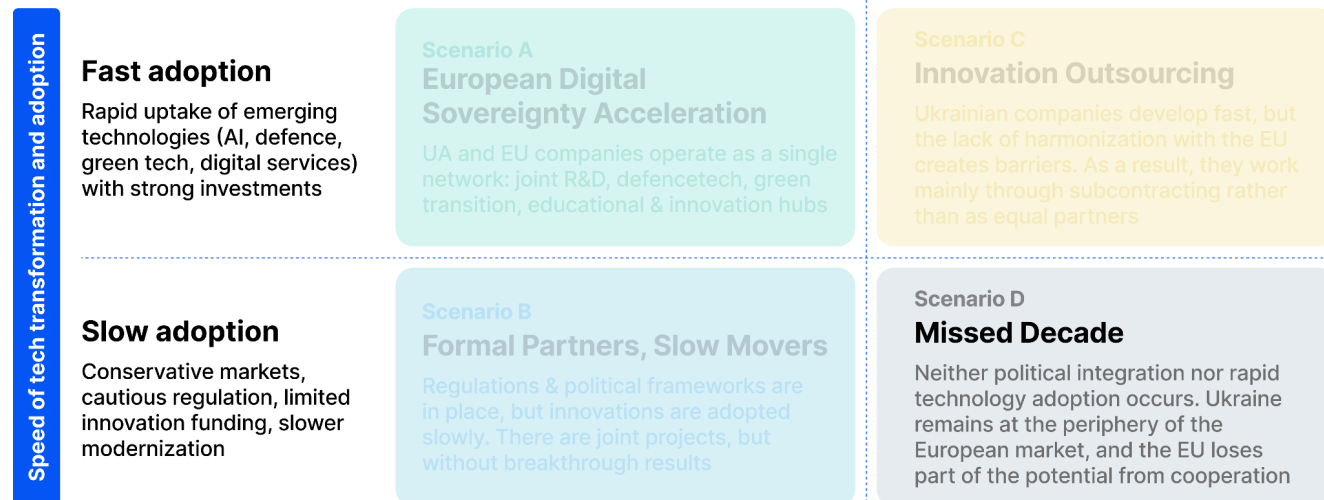 Speed of tech transformation and adoption
Fast adoption
Rapid uptake of emerging
technologies (AI, defence,
green tech, digital services)
with strong investments
Scenario A
European Digital
Sovereignty Acceleration
UA and EU companies operate as a single
network: joint R&D, defencetech, green
transition, educational & innovation hubs
Scenario C
Innovation Outsourcing
Ukrainian companies develop fast, but
the lack of harmonization with the EU
creates barriers. As a result, they work
mainly through subcontracting rather
than as equal partners
Slow adoption
Conservative markets,
cautious regulation, limited
innovation funding, slower
modernization
Scenario B
Formal Partners, Slow Movers
Regulations & political frameworks are
in place, but innovations are adopted
slowly. There are joint projects, but
without breakthrough results
Scenario D
Missed Decade
Neither political integration nor rapid
technology adoption occurs. Ukraine
remains at the periphery of the
European market, and the EU loses
part of the potential from cooperation